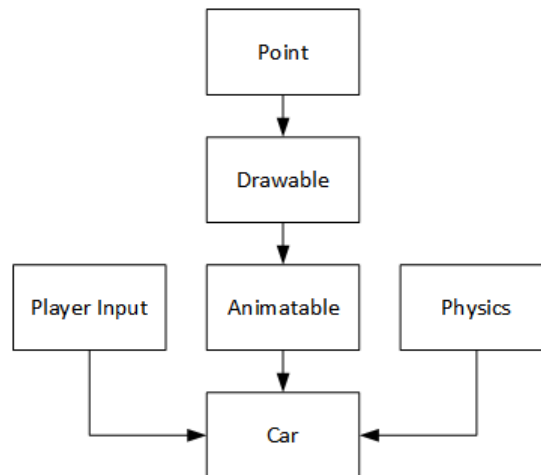 Point
Drawable
Player Input
Animatable
Physics
Car